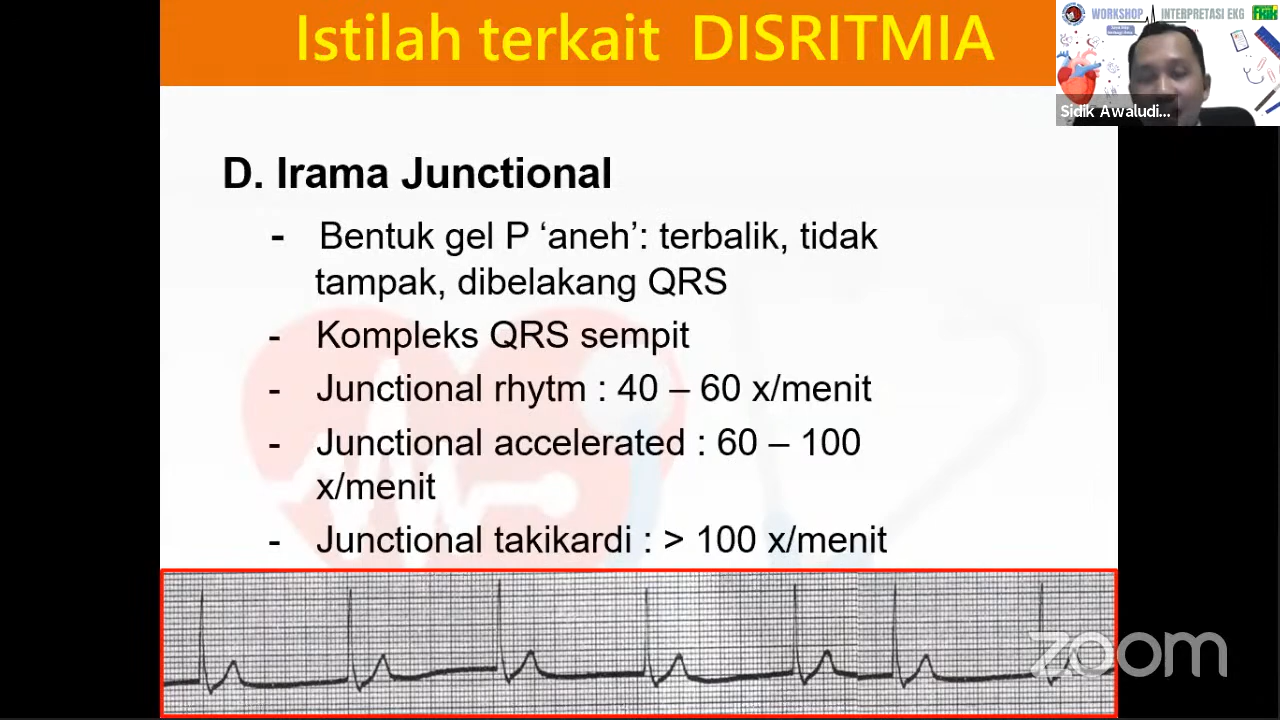 Istilah terkait DISRITMIA
WORKSHOP INTERPRETASI EKG
Sidik Awaludi...
D. Irama Junctional
- Bentuk gel P ‘aneh’: terbalik, tidak
tampak, dibelakang QRS
- Kompleks QRS sempit
- Junctional rhytm : 40 – 60 x/menit
- Junctional accelerated : 60 – 100
x/menit
- Junctional takikardi : > 100 x/menit
zoom